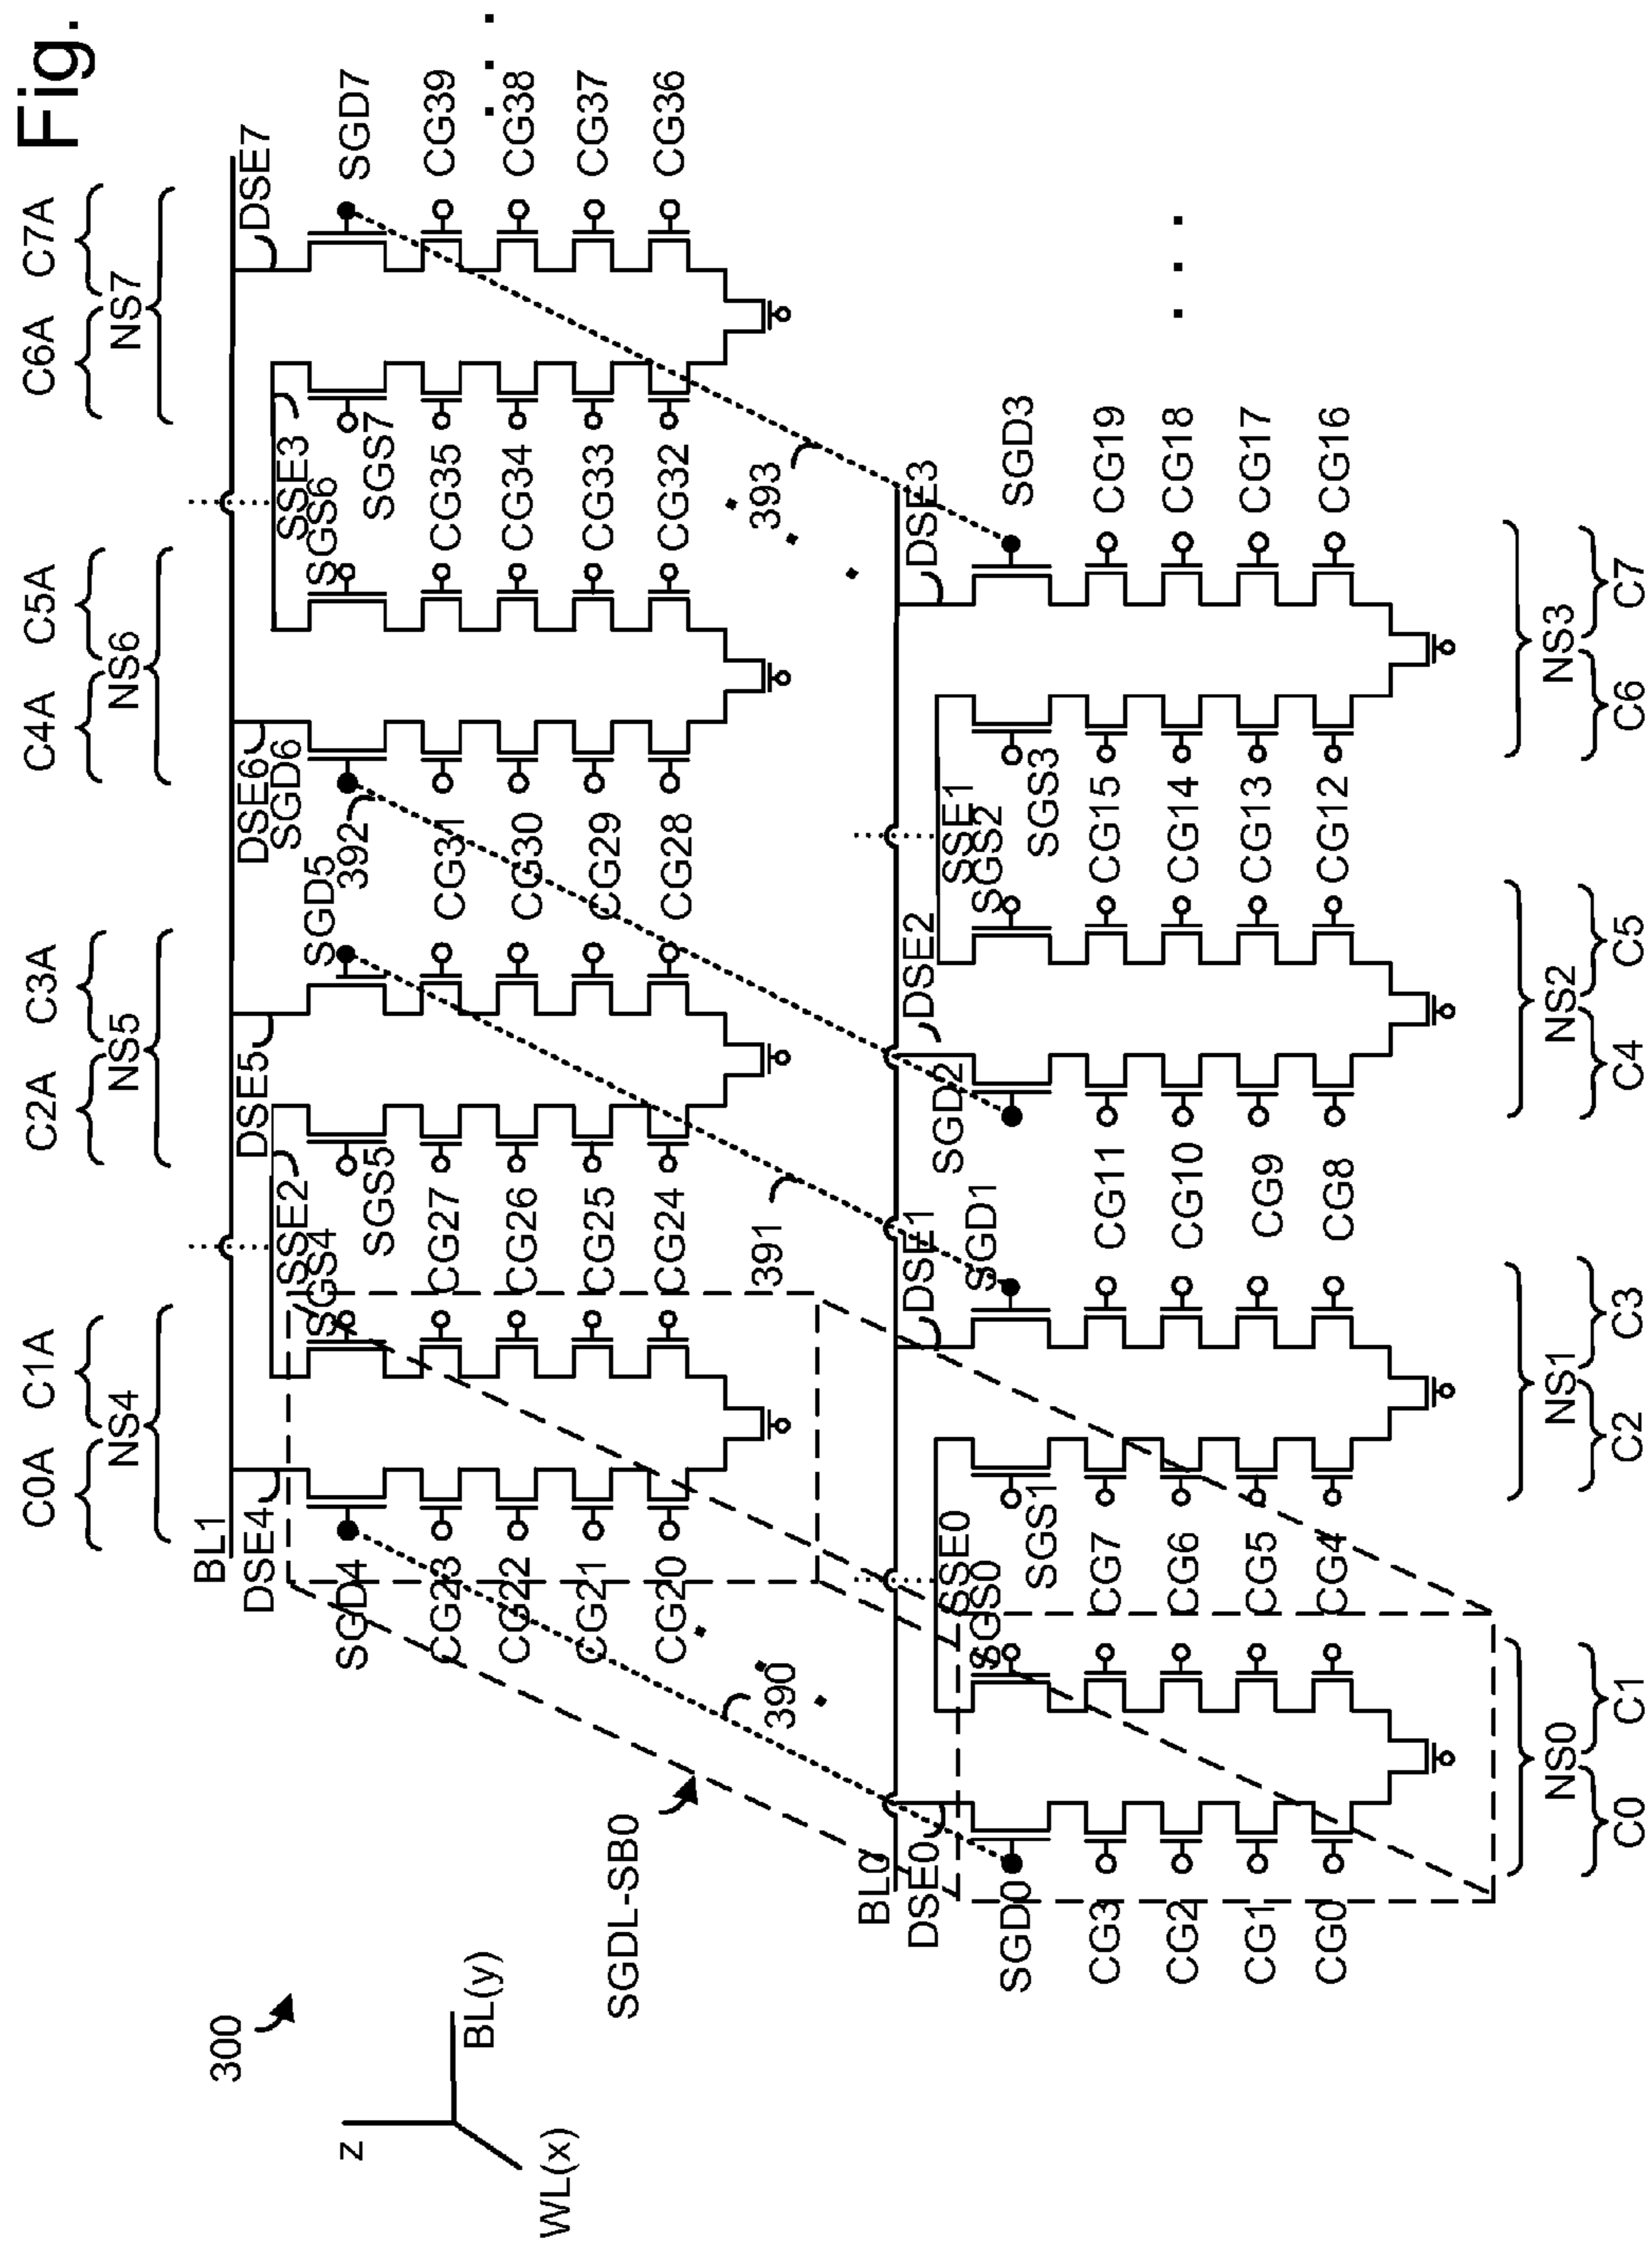 Fig.
300
z
BL(y)
WL(x)
C0A C1A C2A C3A C4A C5A C6A C7A
NS4 NS5 NS6 NS7
BL1
DSE4 DSE5 DSE6 DSE7
SSE2 SSE3
SGD4 SGS4 SGS5 SGD5 SGD6 SGS6 SGS7 SGD7
392
CG23 CG27 CG31 CG35 CG39
CG22 CG26 CG30 CG34 CG38
CG21 CG25 CG29 CG33 CG37
CG20 CG24 CG28 CG32 CG36
390 391 393
SGDL-SB0
BL0
DSE0 DSE1 DSE2 DSE3
SSE0 SSE1
SGD0 SGS0 SGS1 SGD1 SGD2 SGS2 SGS3 SGD3
CG3 CG7 CG11 CG15 CG19
CG2 CG6 CG10 CG14 CG18
CG1 CG5 CG9 CG13 CG17
CG0 CG4 CG8 CG12 CG16
NS0 NS1 NS2 NS3
C0 C1 C2 C3 C4 C5 C6 C7